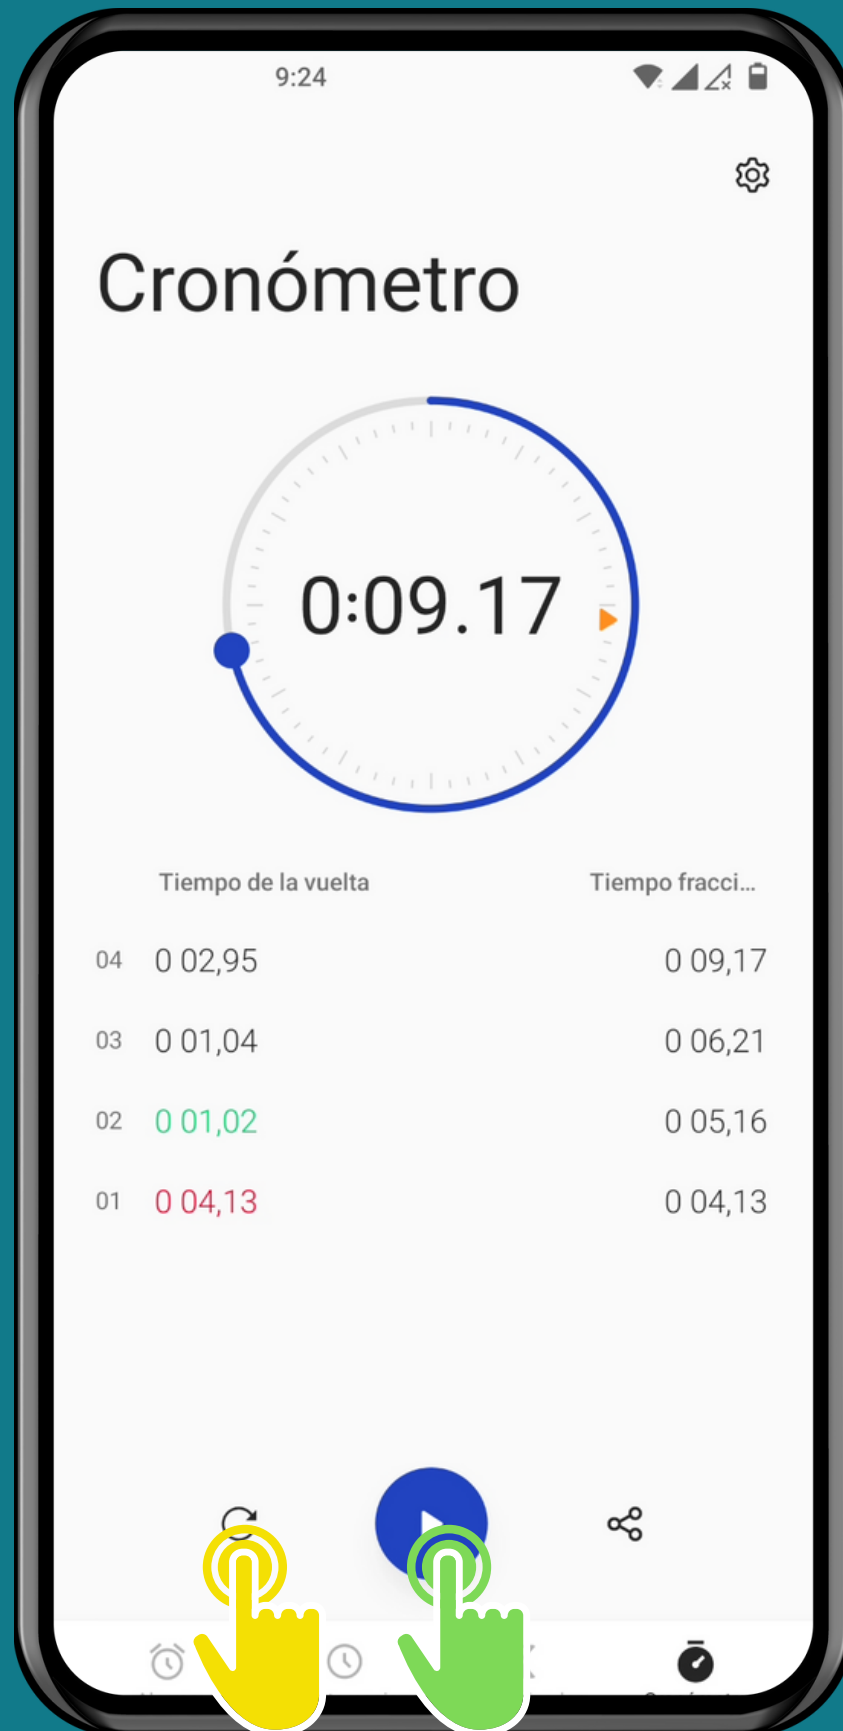 9:24
Cronómetro
0:09.17
Tiempo de la vuelta Tiempo fracci...
04 0 02,95 0 09,17
03 0 01,04 0 06,21
02 0 01,02 0 05,16
01 0 04,13 0 04,13